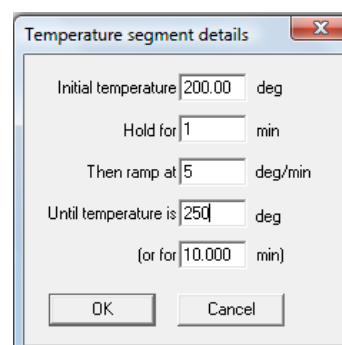 Temperature segment details
Initial temperature 200.00 deg
Hold for 1 min
Then ramp at 5 deg/min
Until temperature is 250 deg
(or for 10.000 min)
OK Cancel